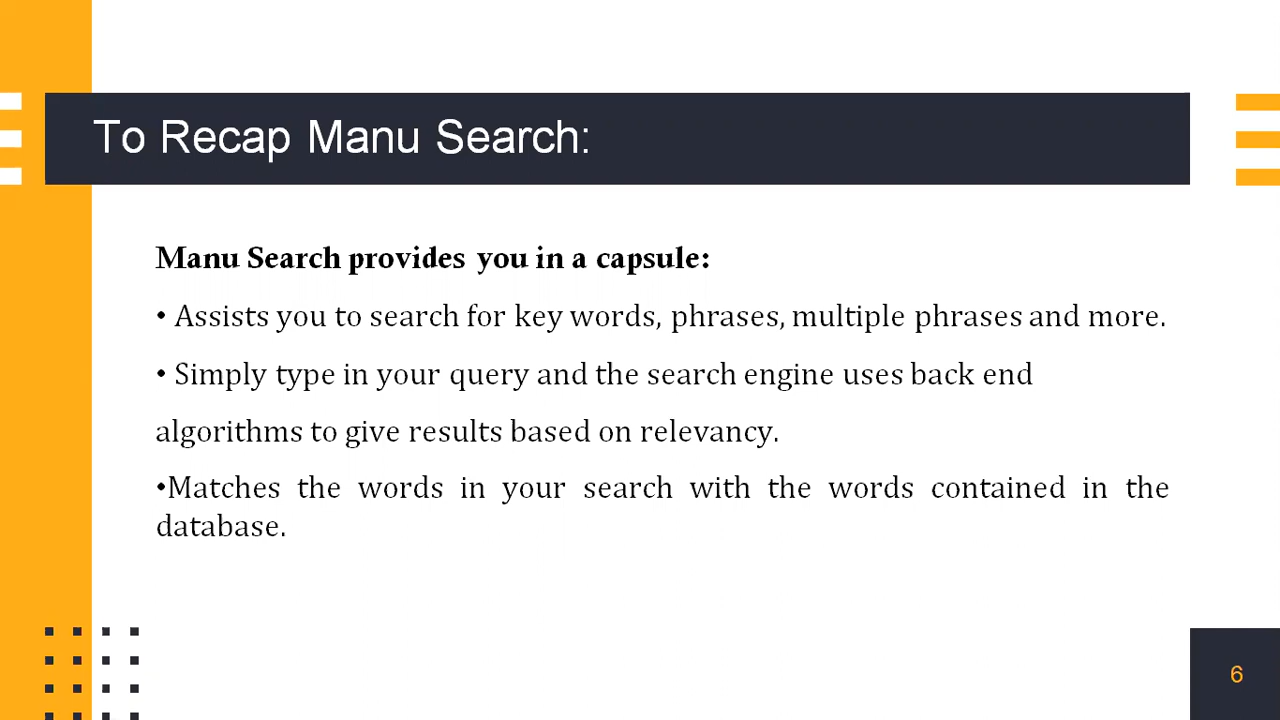 To Recap Manu Search:
Manu Search provides you in a capsule:
• Assists you to search for key words, phrases, multiple phrases and more.
• Simply type in your query and the search engine uses back end
algorithms to give results based on relevancy.
•Matches the words in your search with the words contained in the
database.
6